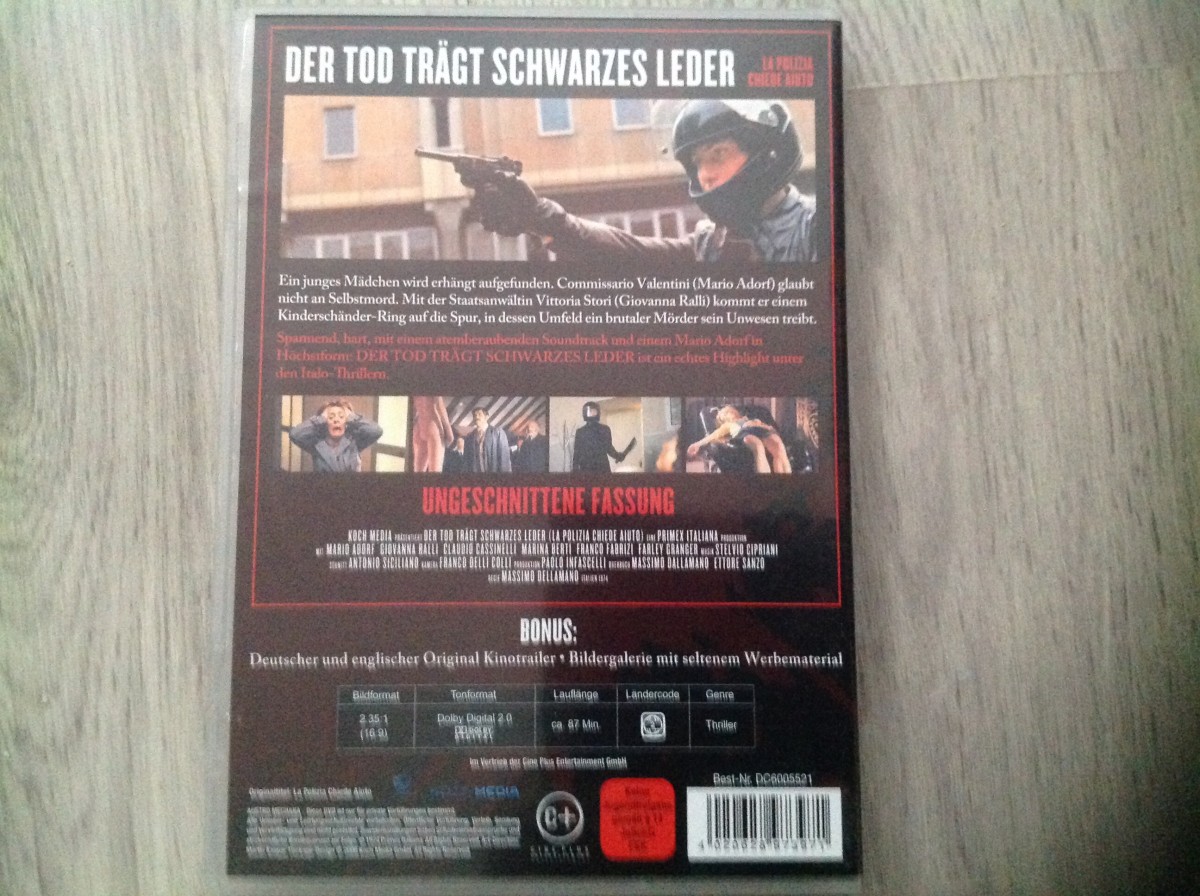 DER TOD TRÄGT SCHWARZES LEDER
LA POLIZIA
CHIEDE AIUTO
Ein junges Mädchen wird erhängt aufgefunden. Commissario Valentini (Mario Adorf) glaubt
nicht an Selbstmord. Mit der Staatsanwältin Vittoria Stori (Giovanna Ralli) kommt er einem
Kinderschänder-Ring auf die Spur, in dessen Umfeld ein brutaler Mörder sein Unwesen treibt.
Spannend, hart, mit einem atemberaubenden Soundtrack und einem Mario Adorf in
Höchstform: DER TOD TRÄGT SCHWARZES LEDER ist ein echtes Highlight unter
den Italo-Thrillern.
UNGESCHNITTENE FASSUNG
KOCH MEDIA PRÄSENTIERT DER TOD TRÄGT SCHWARZES LEDER (LA POLIZIA CHIEDE AIUTO) EINE PRIMEX ITALIANA PRODUKTION
MIT MARIO ADORF GIOVANNA RALLI CLAUDIO CASSINELLI MARINA BERTI FRANCO FABRIZI FARLEY GRANGER MUSIK STELVIO CIPRIANI
SCHNITT ANTONIO SICILIANO KAMERA FRANCO DELLI COLLI PRODUKTION PAOLO INFASCELLI DREHBUCH MASSIMO DALLAMANO ETTORE SANZO
REGIE MASSIMO DELLAMANO ITALIEN 1974
BONUS:
Deutscher und englischer Original Kinotrailer • Bildergalerie mit seltenem Werbematerial
Bildformat Tonformat Lauflänge Ländercode Genre
2.35:1 Dolby Digital 2.0 ca. 87 Min. Thriller
(16:9) DOLBY DIGITAL
Im Vertrieb der Cine Plus Entertainment GmbH
Best-Nr. DC6005521
Originaltitel: La Polizia Chiede Aiuto
MEDIA
C+
CINE PLUS